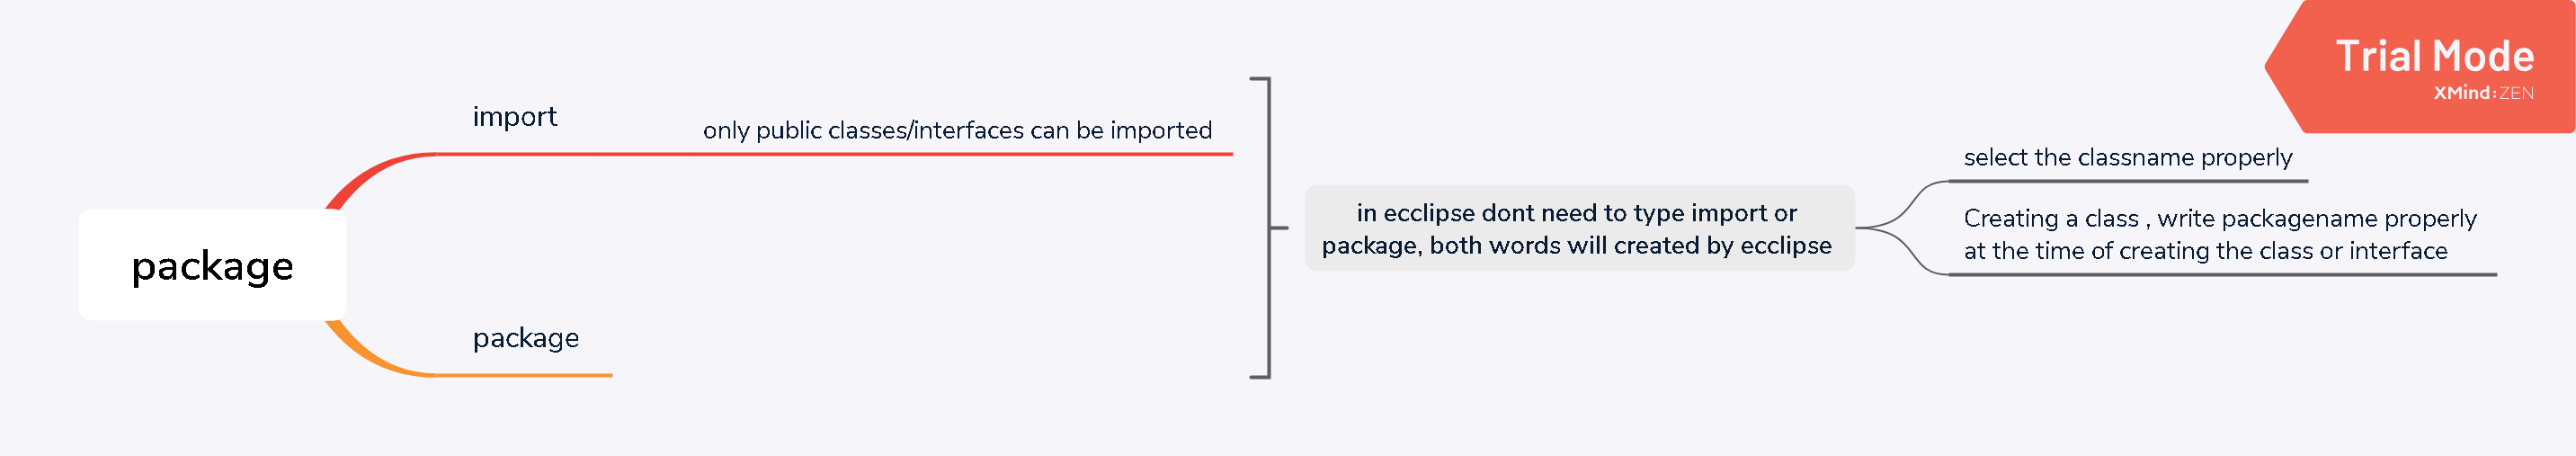 Trial Mode
XMind:ZEN
import
only public classes/interfaces can be imported
select the classname properly
in ecclipse dont need to type import or
package, both words will created by ecclipse
Creating a class , write packagename properly
at the time of creating the class or interface
package
package